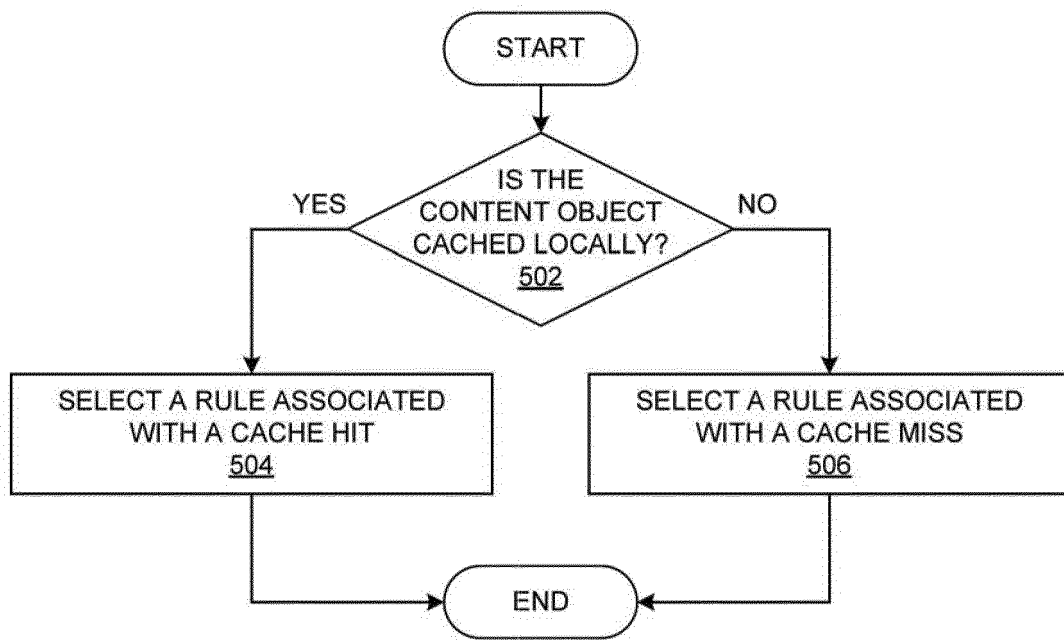 START
IS THE
CONTENT OBJECT
CACHED LOCALLY?
502
YES
NO
SELECT A RULE ASSOCIATED
WITH A CACHE HIT
504
SELECT A RULE ASSOCIATED
WITH A CACHE MISS
506
END